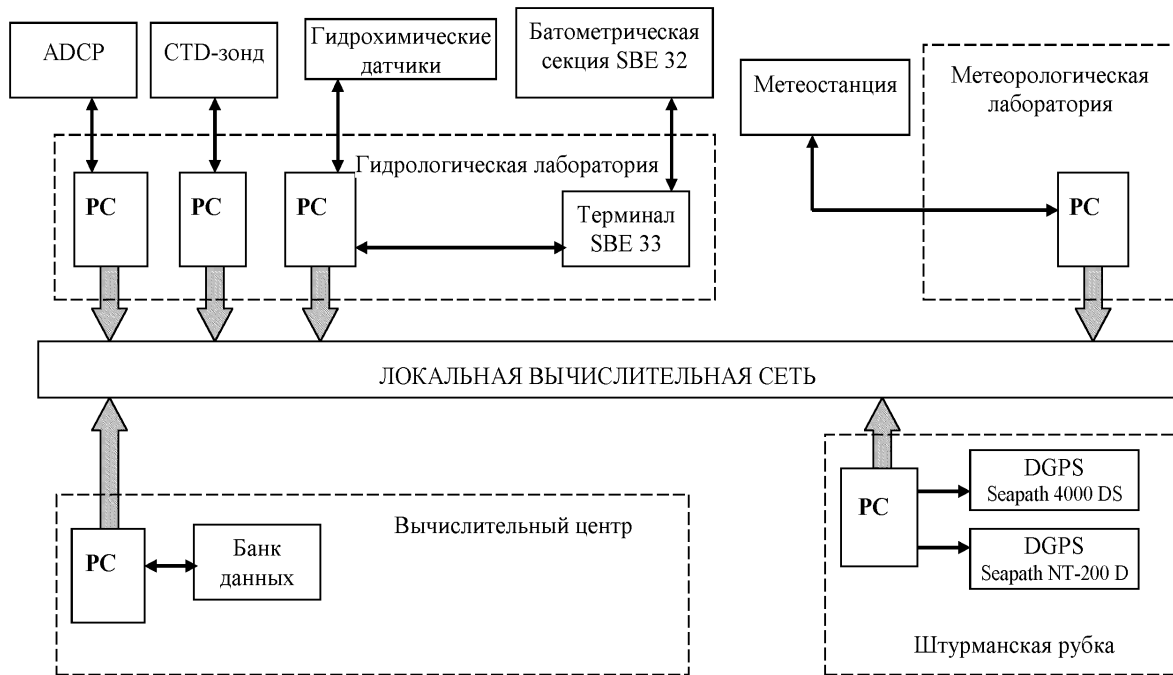 ADCP
CTD-зонд
Гидрохимические
датчики
Батометрическая
секция SBE 32
Метеостанция
Метеорологическая
лаборатория
Гидрологическая лаборатория
PC
PC
PC
Терминал
SBE 33
PC
ЛОКАЛЬНАЯ ВЫЧИСЛИТЕЛЬНАЯ СЕТЬ
Вычислительный центр
PC
Банк
данных
PC
DGPS
Seapath 4000 DS
DGPS
Seapath NT-200 D
Штурманская рубка